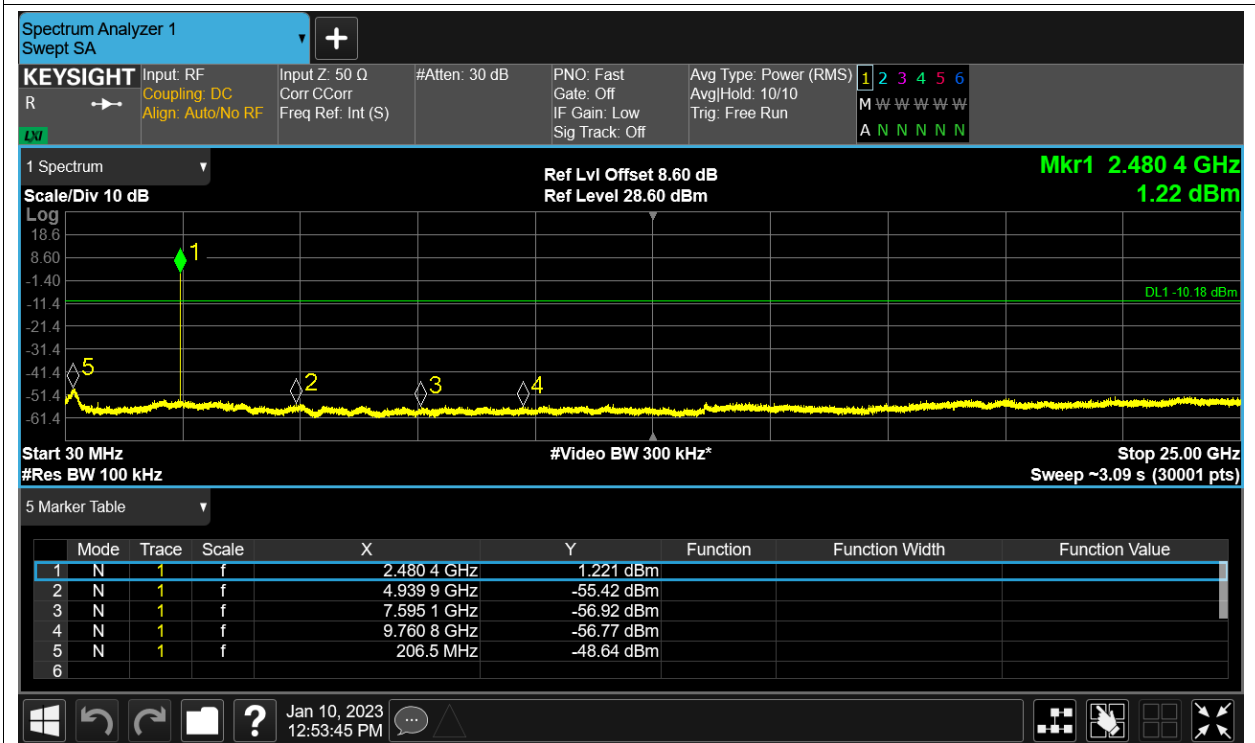 Spectrum Analyzer 1
Swept SA
KEYSIGHT Input: RF Input Z: 50 Ω #Atten: 30 dB PNO: Fast Avg Type: Power (RMS) 1 2 3 4 5 6
R Coupling: DC Corr CCorr Gate: Off Avg|Hold: 10/10 M W W W W W
Align: Auto/No RF Freq Ref: Int (S) IF Gain: Low Trig: Free Run
LXI Sig Track: Off A N N N N N
1 Spectrum Ref Lvl Offset 8.60 dB Mkr1 2.480 4 GHz
Scale/Div 10 dB Ref Level 28.60 dBm 1.22 dBm
Log
18.6
8.60 1
-1.40
-11.4 DL1 -10.18 dBm
-21.4
-31.4
-41.4 5
-51.4 2 3 4
-61.4
Start 30 MHz #Video BW 300 kHz* Stop 25.00 GHz
#Res BW 100 kHz Sweep ~3.09 s (30001 pts)
5 Marker Table
Mode Trace Scale X Y Function Function Width Function Value
1 N 1 f 2.480 4 GHz 1.221 dBm
2 N 1 f 4.939 9 GHz -55.42 dBm
3 N 1 f 7.595 1 GHz -56.92 dBm
4 N 1 f 9.760 8 GHz -56.77 dBm
5 N 1 f 206.5 MHz -48.64 dBm
6
? Jan 10, 2023
12:53:45 PM